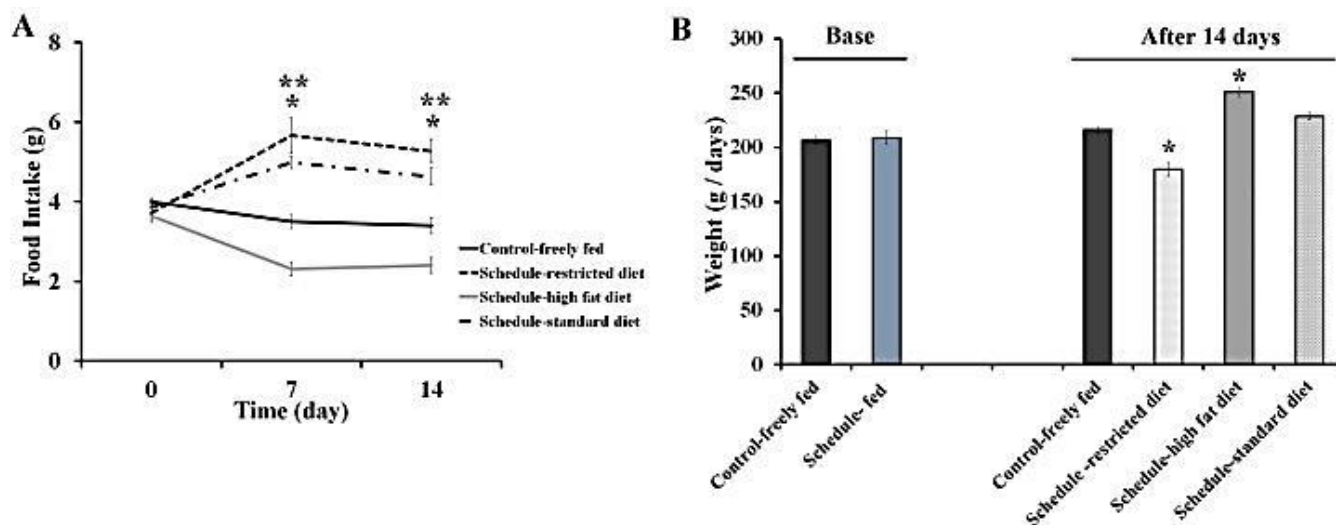 A
Food Intake (g)
8
6
4
2
0
**
*
**
*
Control-freely fed
Schedule-restricted diet
Schedule-high fat diet
Schedule-standard diet
0 7 14
Time (day)
B
Weight (g / days)
300
250
200
150
100
50
0
Base
After 14 days
*
*
Control-freely fed
Schedule- fed
Control-freely fed
Schedule -restricted diet
Schedule-high fat diet
Schedule-standard diet